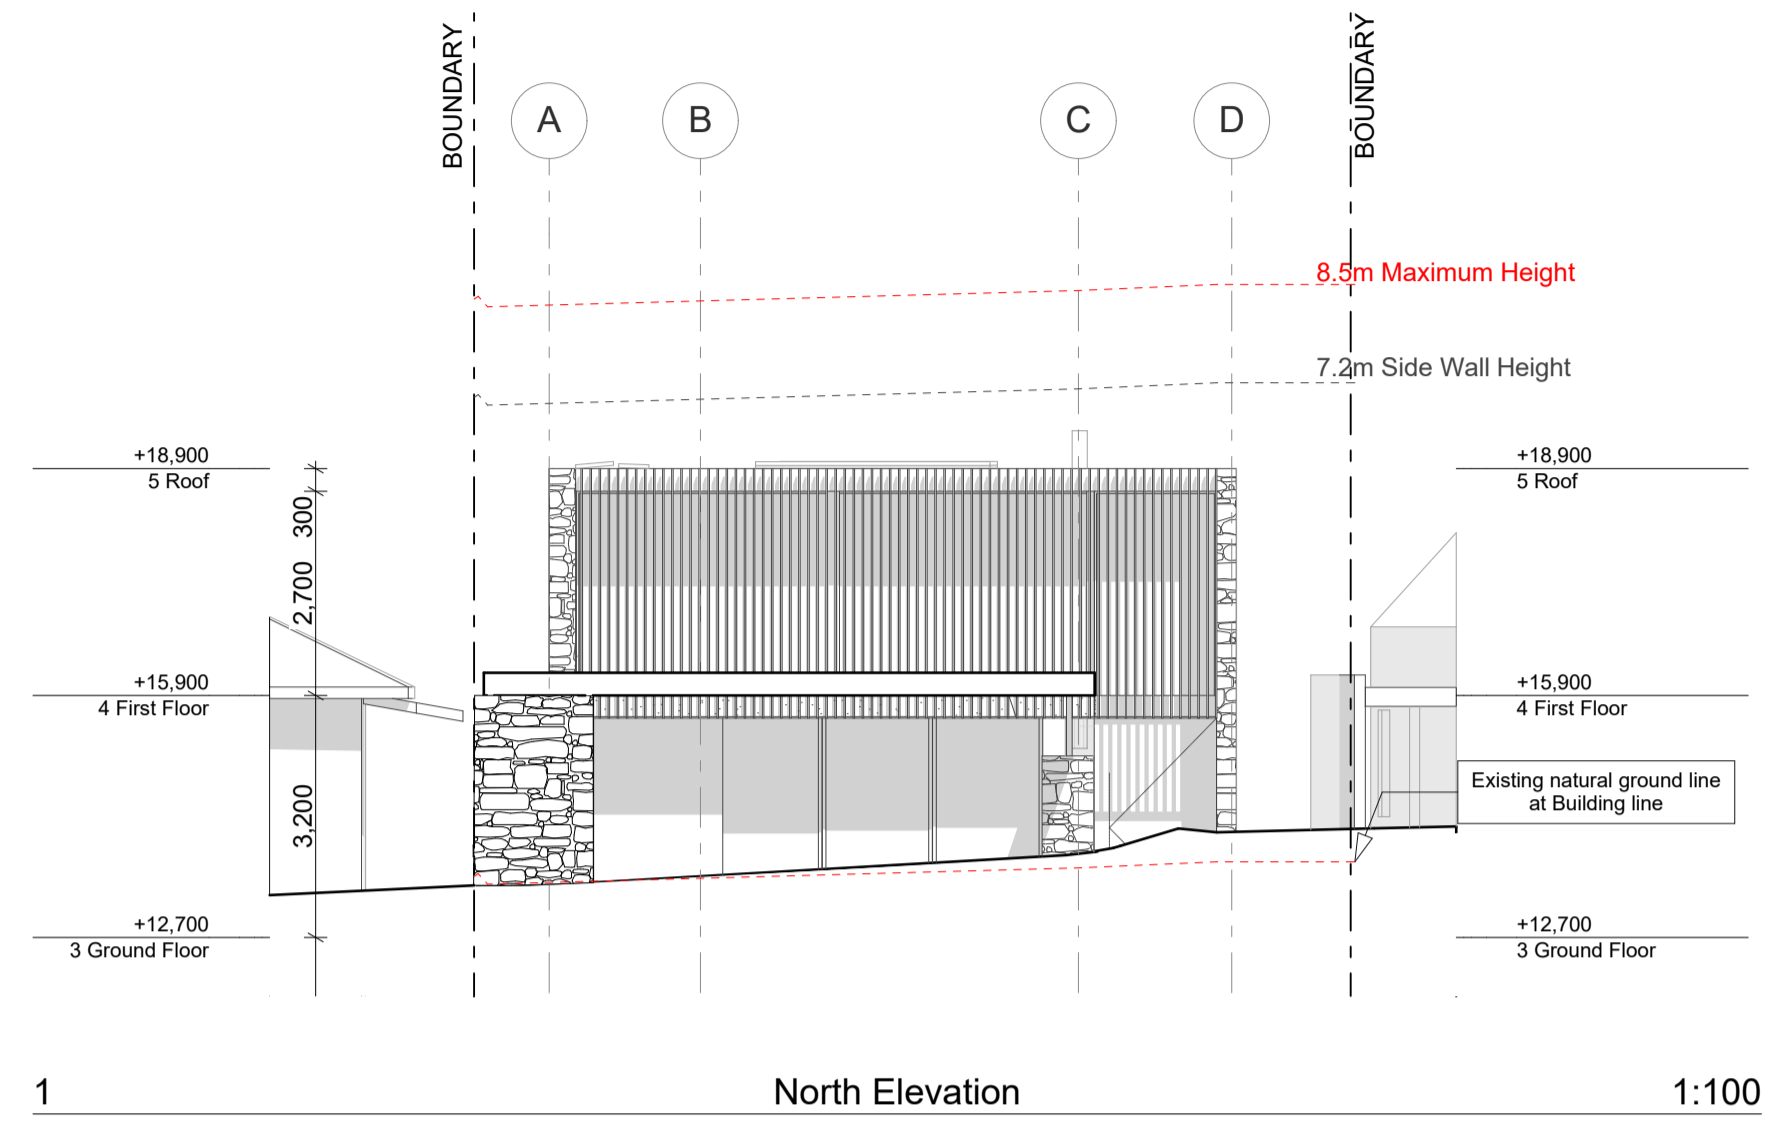 BOUNDARY
BOUNDARY
A
B
C
D
8.5m Maximum Height
7.2m Side Wall Height
+18,900
5 Roof
+18,900
5 Roof
300
2,700
+15,900
4 First Floor
+15,900
4 First Floor
Existing natural ground line
at Building line
3,200
+12,700
3 Ground Floor
+12,700
3 Ground Floor
1
North Elevation
1:100